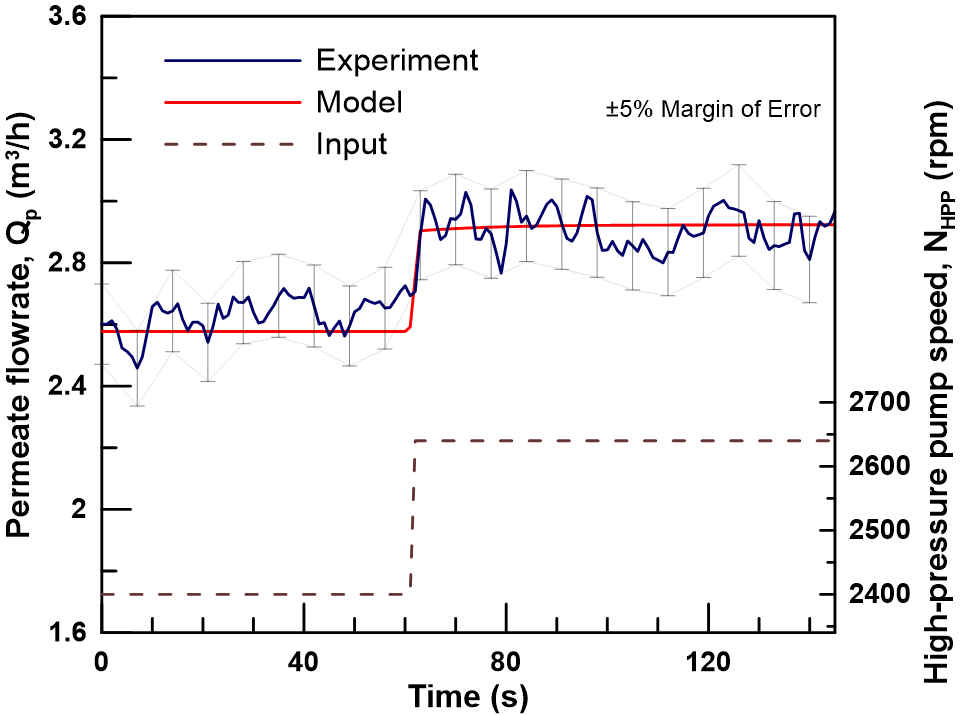 3.6
3.2
2.8
2.4
2
1.6
Permeate flowrate, Qp (m³/h)
Experiment
Model
Input
±5% Margin of Error
2700
2600
2500
2400
High-pressure pump speed, NHPP (rpm)
0
40
80
120
Time (s)